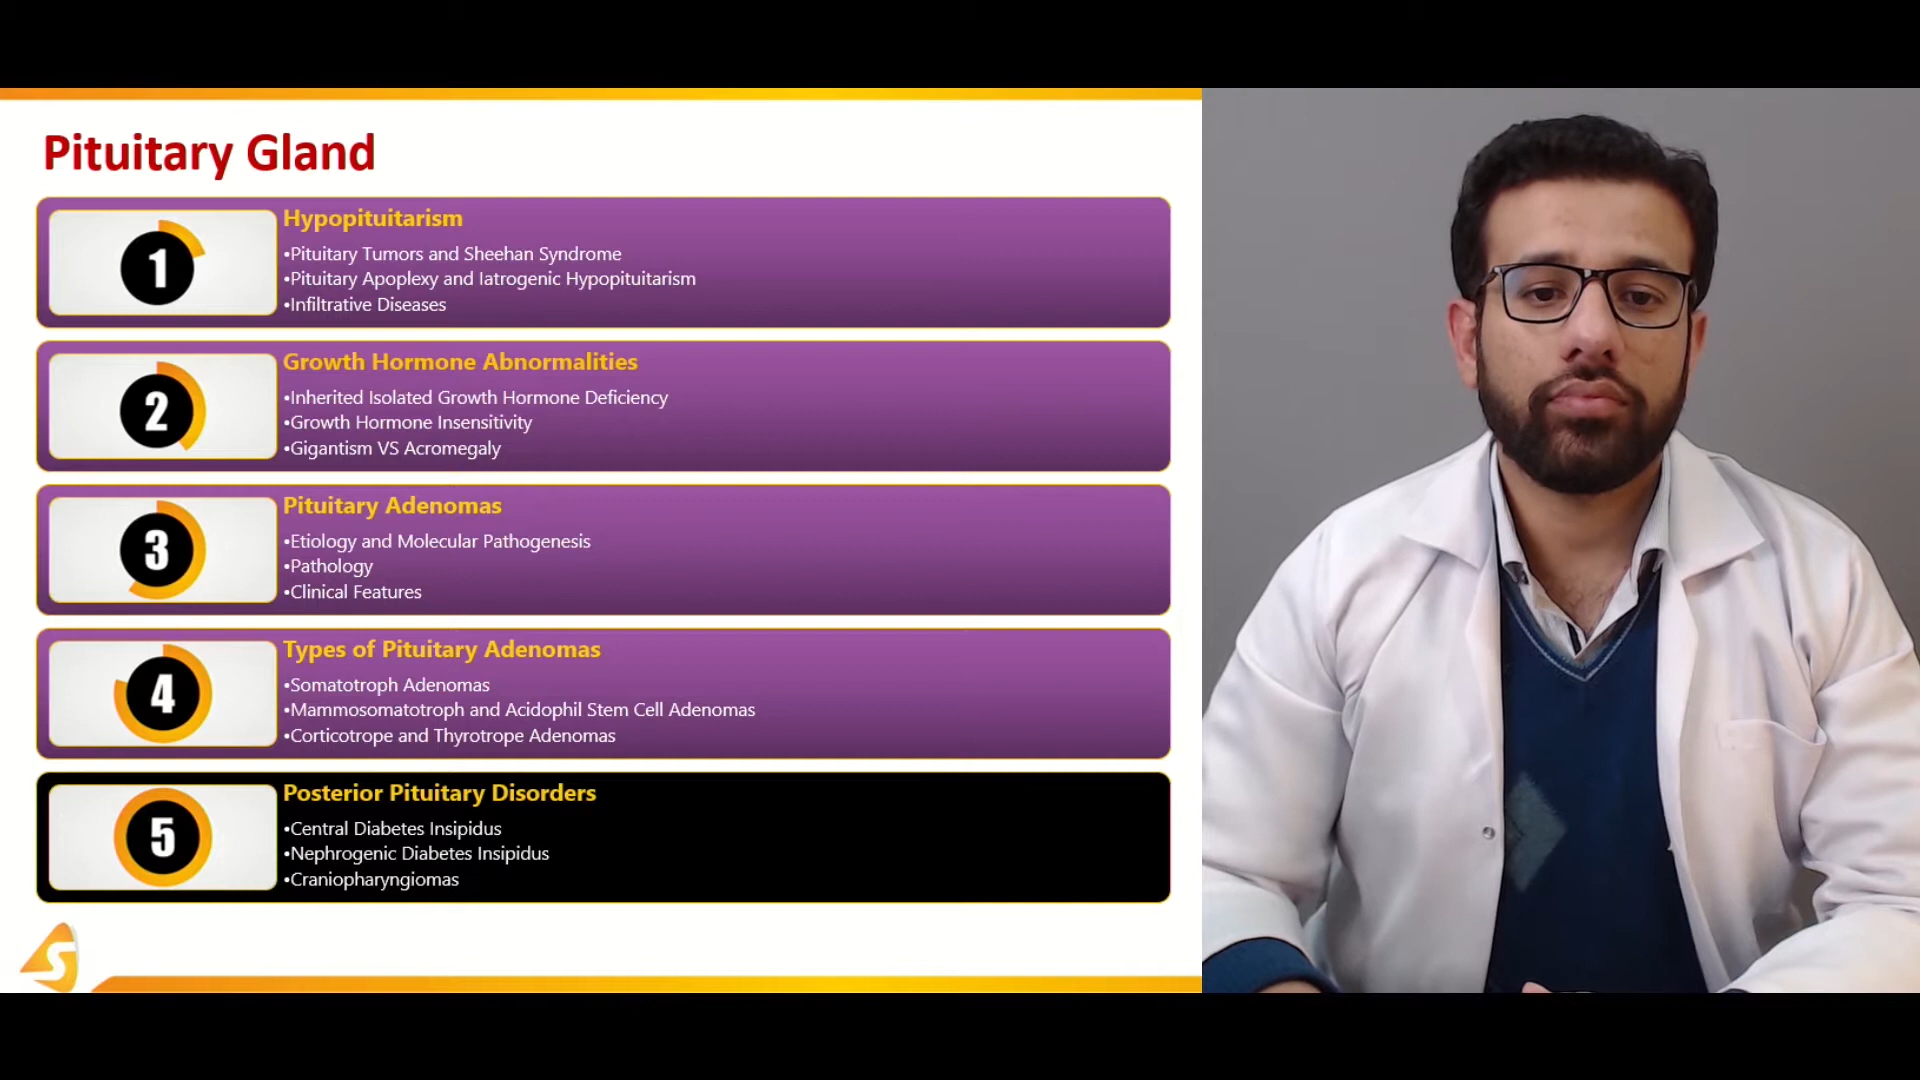 Pituitary Gland
1
Hypopituitarism
•Pituitary Tumors and Sheehan Syndrome
•Pituitary Apoplexy and Iatrogenic Hypopituitarism
•Infiltrative Diseases
2
Growth Hormone Abnormalities
•Inherited Isolated Growth Hormone Deficiency
•Growth Hormone Insensitivity
•Gigantism VS Acromegaly
3
Pituitary Adenomas
•Etiology and Molecular Pathogenesis
•Pathology
•Clinical Features
4
Types of Pituitary Adenomas
•Somatotroph Adenomas
•Mammosomatotroph and Acidophil Stem Cell Adenomas
•Corticotrope and Thyrotrope Adenomas
5
Posterior Pituitary Disorders
•Central Diabetes Insipidus
•Nephrogenic Diabetes Insipidus
•Craniopharyngiomas
S